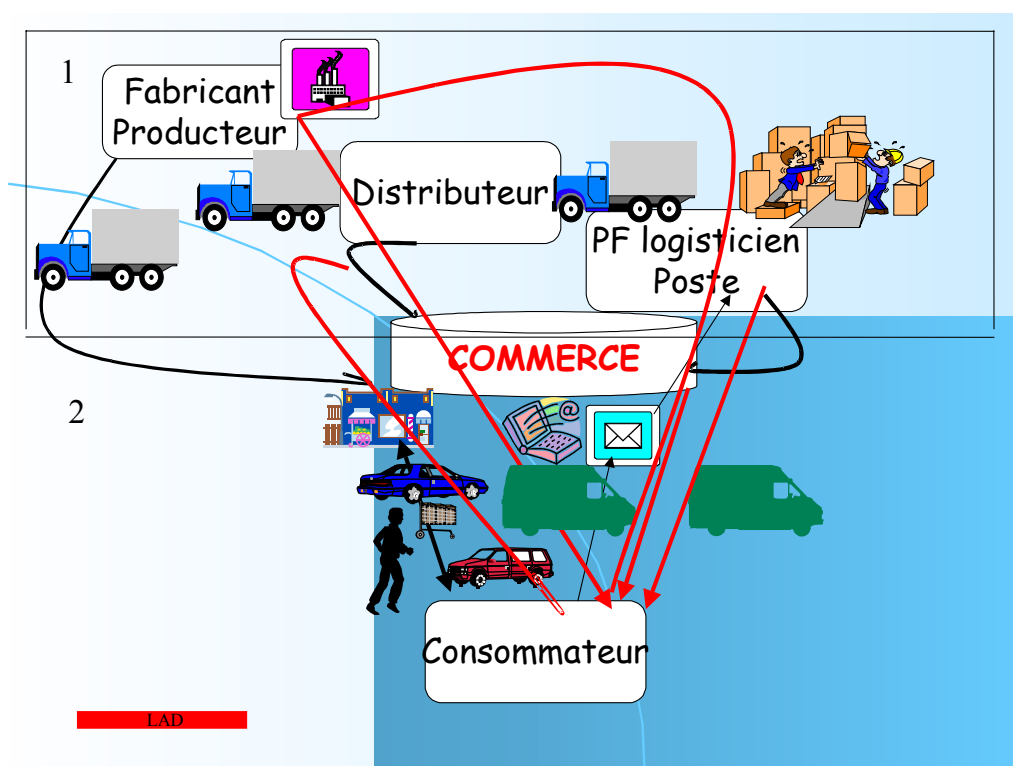 1
Fabricant
Producteur
Distributeur
PF logisticien
Poste
COMMERCE
2
@
Consommateur
LAD